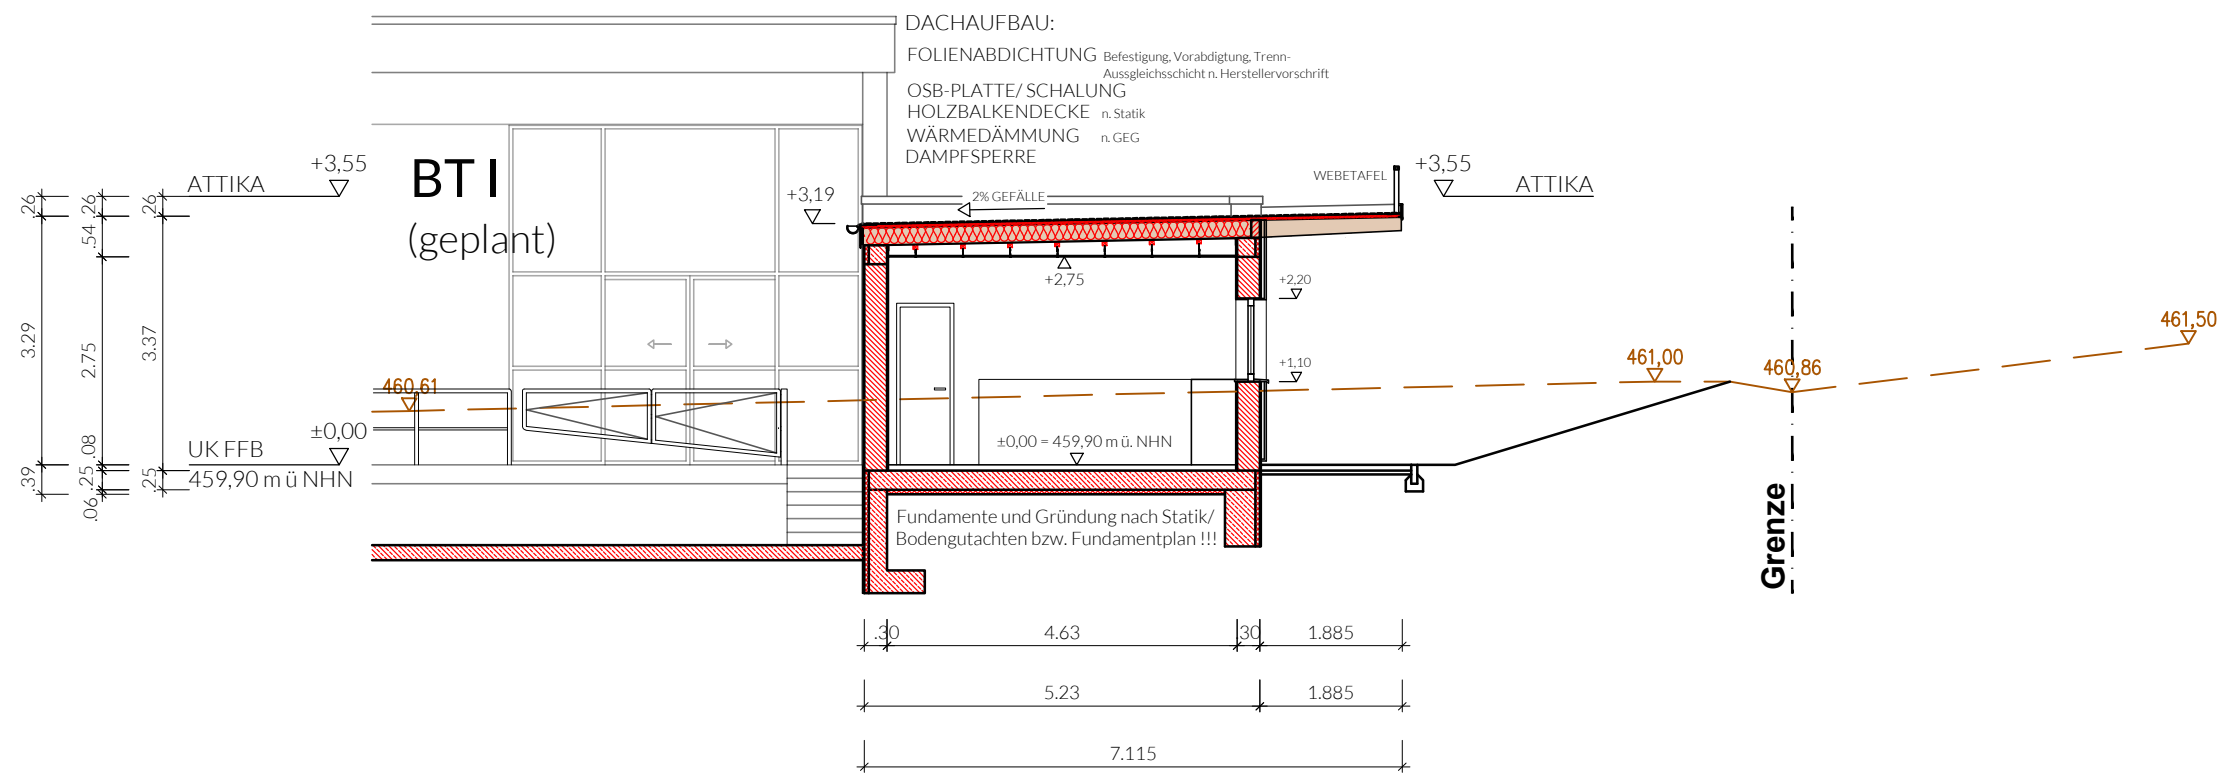 DACHAUFBAU:
FOLIENABDICHTUNG Befestigung, Vorabdigtung, Trenn-
Aussgleichsschicht n. Herstellervorschrift
OSB-PLATTE/ SCHALUNG
HOLZBALKENDECKE n. Statik
WÄRMEDÄMMUNG n. GEG
DAMPFSPERRE
+3,55
ATTIKA
BT I
(geplant)
+3,19
2% GEFÄLLE
WEBETAFEL
+3,55
ATTIKA
.26
.26
.26
.54
3.29
2.75
3.37
.08
.39
.25
.25
.06
+2,75
+2,20
+1,10
460,61
461,00
460,86
461,50
±0,00
UK FFB
459,90 m ü NHN
±0,00 = 459,90 m ü. NHN
Fundamente und Gründung nach Statik/
Bodengutachten bzw. Fundamentplan !!!
Grenze
.30 4.63 .30 1.885
5.23 1.885
7.115